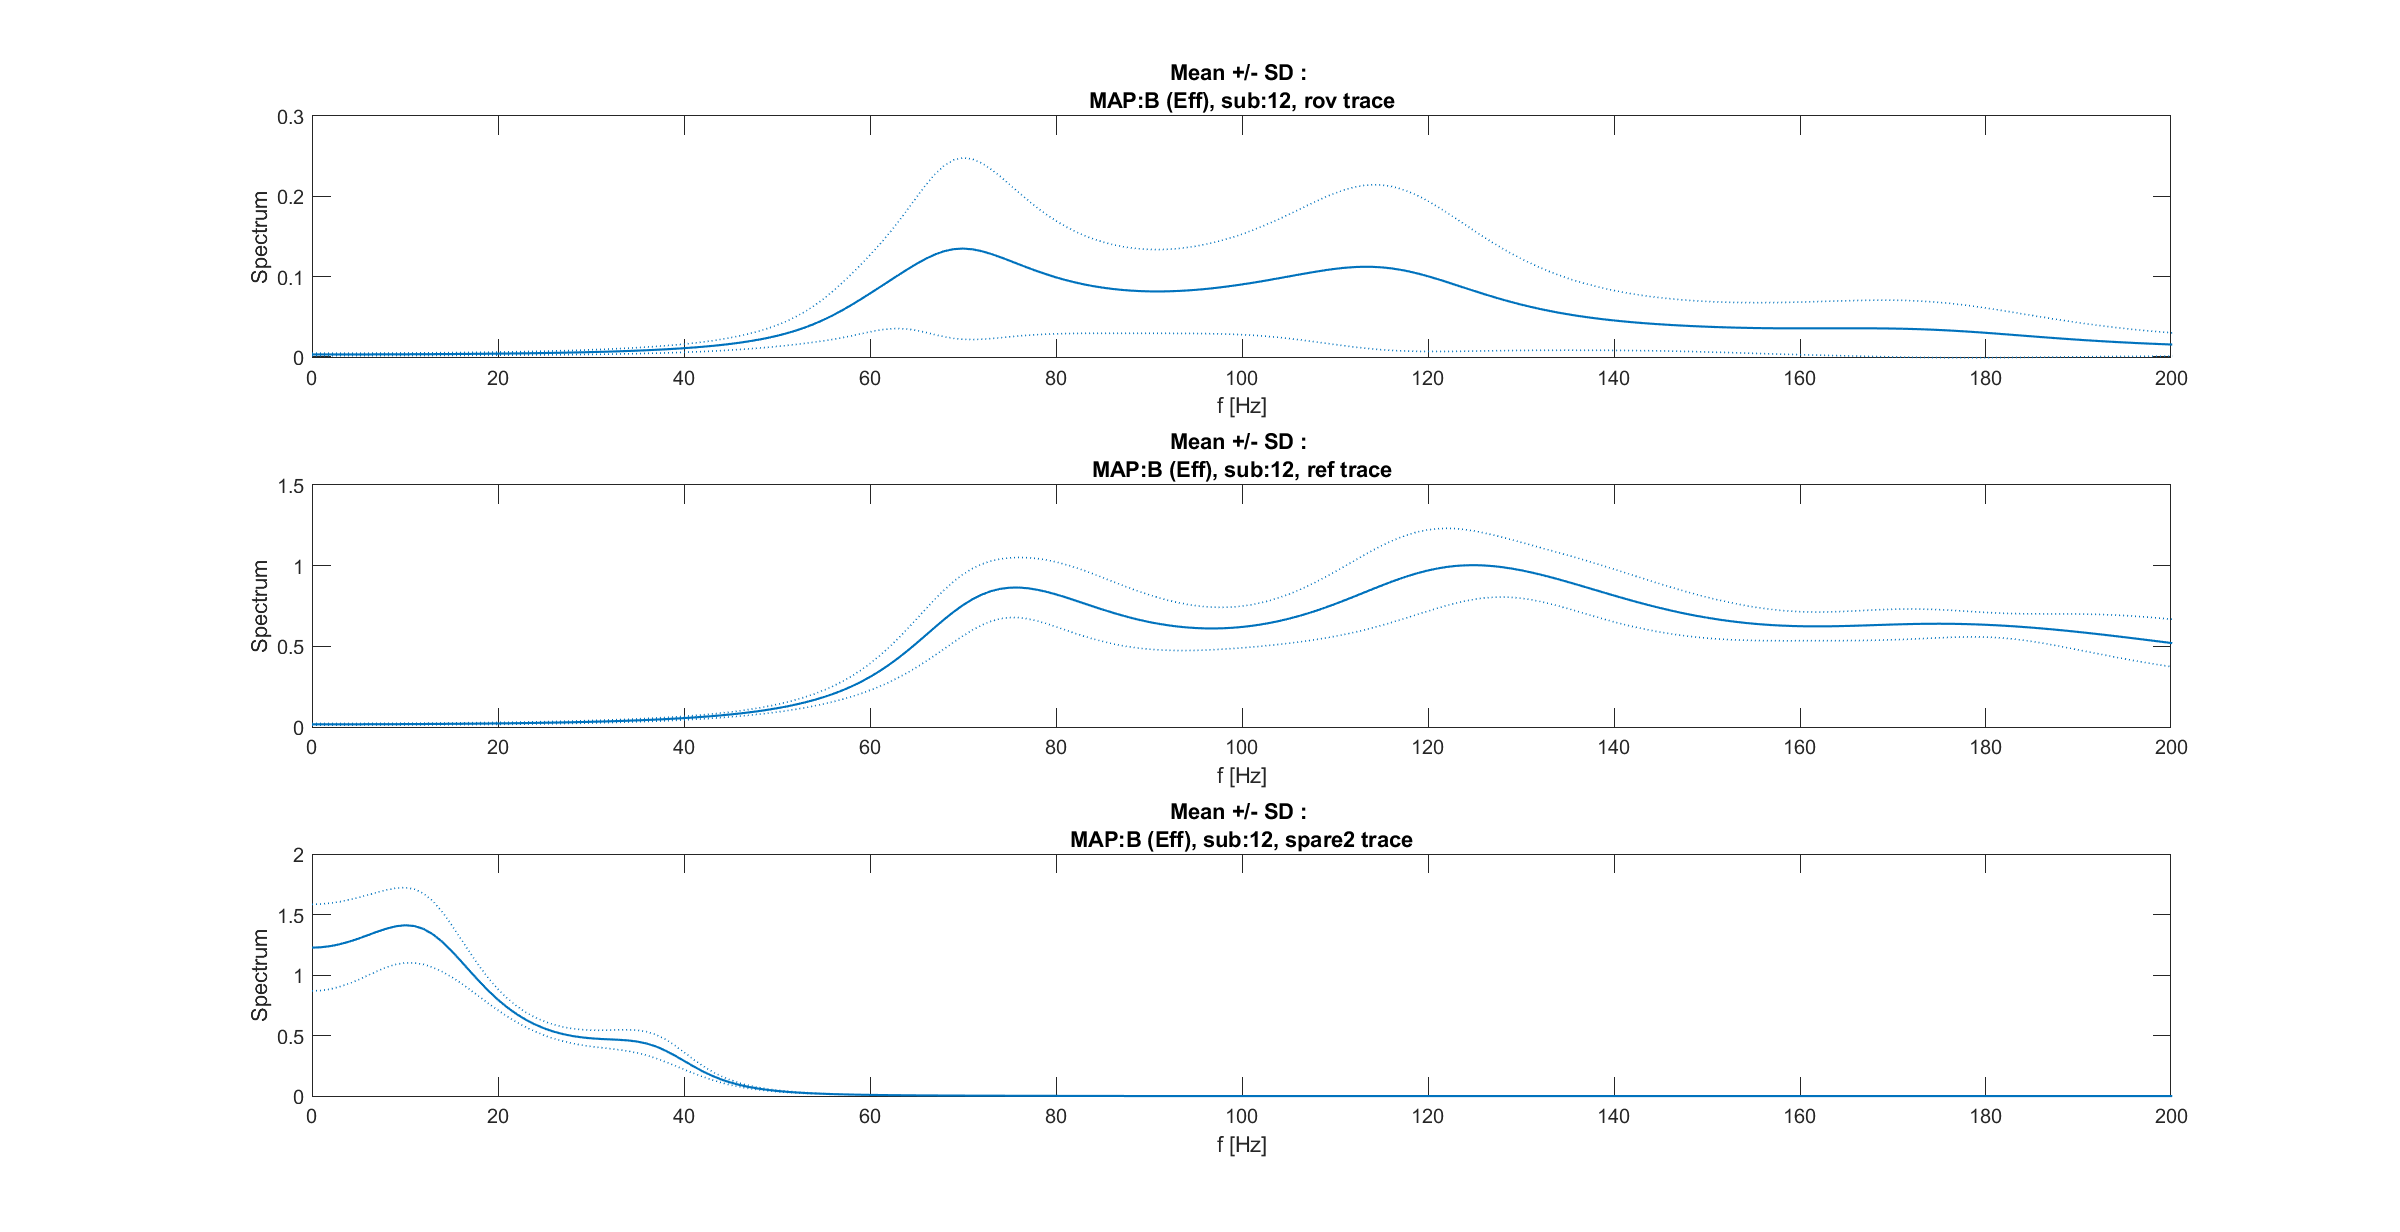 Mean +/- SD :
MAP:B (Eff), sub:12, rov trace
0.3
0.2
0.1
0
Spectrum
0 20 40 60 80 100 120 140 160 180 200
f [Hz]
Mean +/- SD :
MAP:B (Eff), sub:12, ref trace
1.5
1
0.5
0
Spectrum
0 20 40 60 80 100 120 140 160 180 200
f [Hz]
Mean +/- SD :
MAP:B (Eff), sub:12, spare2 trace
2
1.5
1
0.5
0
Spectrum
0 20 40 60 80 100 120 140 160 180 200
f [Hz]